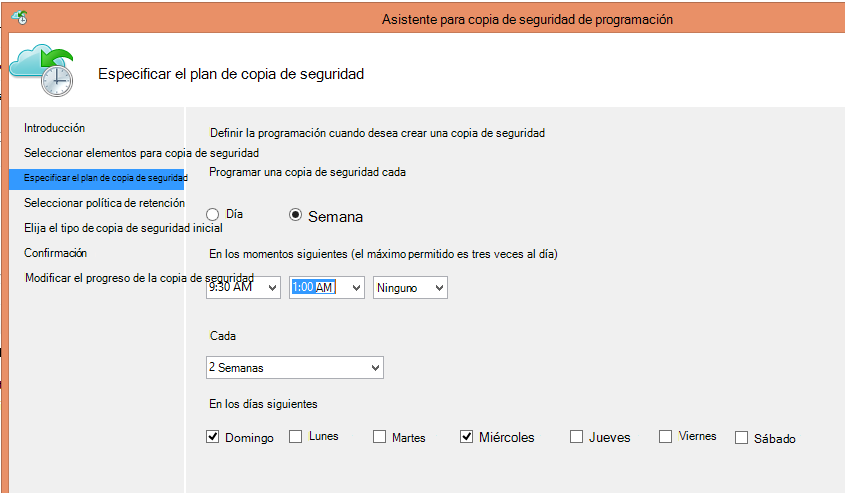 Asistente para copia de seguridad de programación
Especificar el plan de copia de seguridad
Introducción
Seleccionar elementos para copia de seguridad
Especificar el plan de copia de seguridad
Seleccionar política de retención
Elija el tipo de copia de seguridad inicial
Confirmación
Modificar el progreso de la copia de seguridad
Definir la programación cuando desea crear una copia de seguridad
Programar una copia de seguridad cada
Día Semana
En los momentos siguientes (el máximo permitido es tres veces al día)
9:30 AM 1:00 AM Ninguno
Cada
2 Semanas
En los días siguientes
Domingo Lunes Martes Miércoles Jueves Viernes Sábado